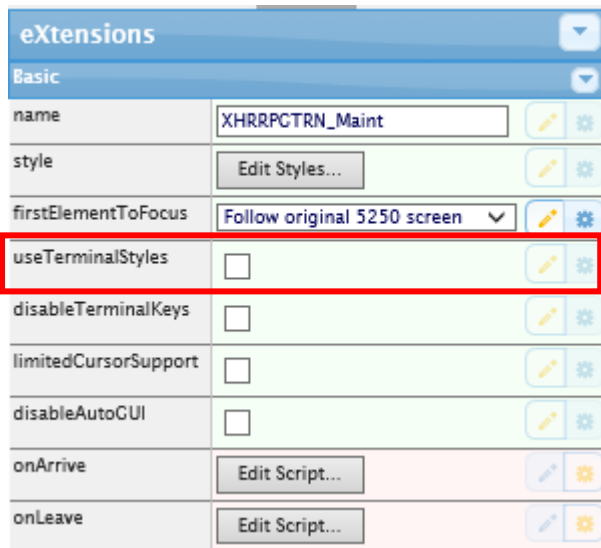 eXtensions
Basic
name XHRRPGTRN_Maint
style Edit Styles...
firstElementToFocus Follow original 5250 screen
useTerminalStyles
disableTerminalKeys
limitedCursorSupport
disableAutoGUI
onArrive Edit Script...
onLeave Edit Script...